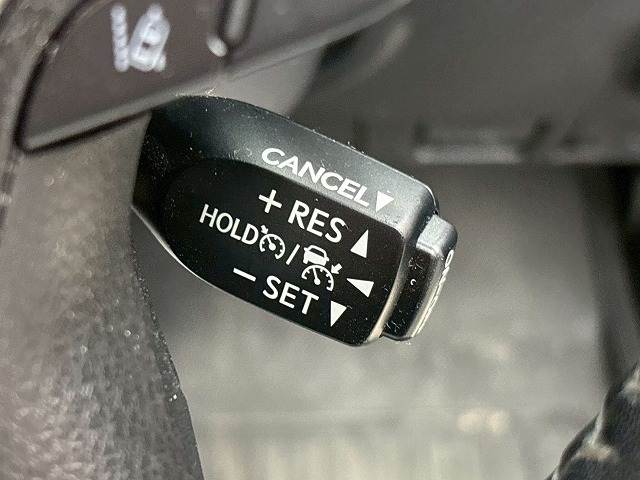 CANCEL▼
+ RES▲
HOLD / ◀
− SET▼